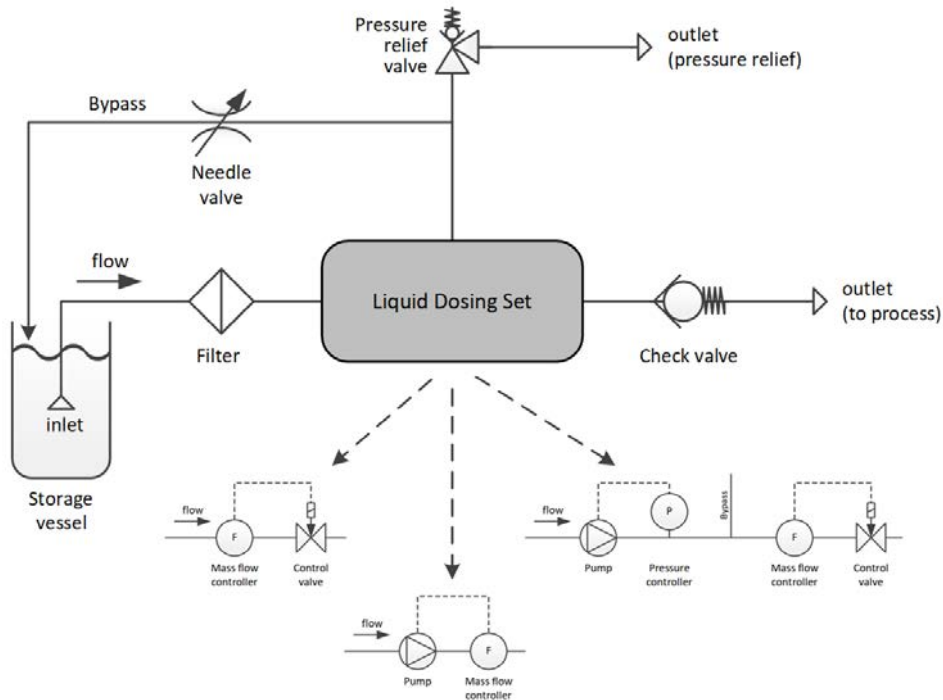 Pressure
relief
valve
outlet
(pressure relief)
Bypass
Needle
valve
flow
Liquid Dosing Set
outlet
(to process)
Filter
Check valve
inlet
Storage
vessel
flow
F
Mass flow
controller
Control
valve
flow
P
Bypass
F
Pump
Pressure
controller
Mass flow
controller
Control
valve
flow
F
Pump
Mass flow
controller